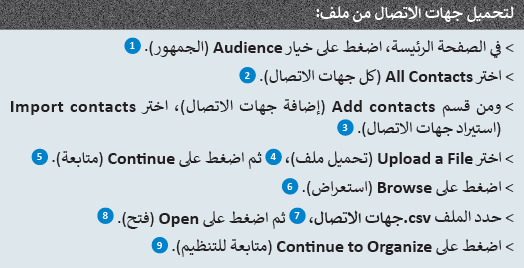 لتحميل جهات الاتصال من ملف:
> في الصفحة الرئيسة، اضغط على خيار Audience (الجمهور). 1
> اختر All Contacts (كل جهات الاتصال). 2
> ومن قسم Add contacts (إضافة جهات الاتصال)، اختر Import contacts
(استيراد جهات الاتصال). 3
> اختر Upload a File (تحميل ملف)، 4 ثم اضغط على Continue (متابعة). 5
> اضغط على Browse (استعراض). 6
> حدد الملف csv.جهات الاتصال، 7 ثم اضغط على Open (فتح). 8
> اضغط على Continue to Organize (متابعة للتنظيم). 9